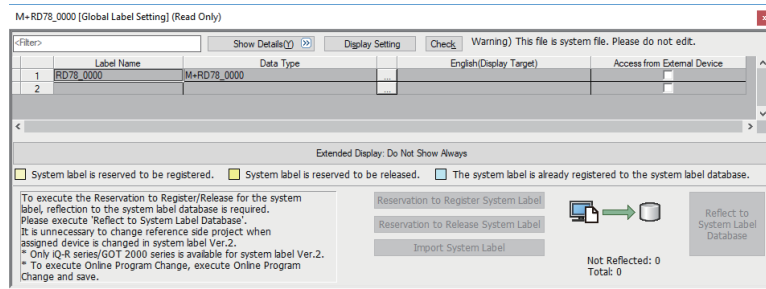 M+RD78_0000 [Global Label Setting] (Read Only)
x
<Filter>
Show Details(Y)
Display Setting
Check
Warning) This file is system file. Please do not edit.
Label Name Data Type English(Display Target) Access from External Device
1 RD78_0000 M+RD78_0000 ...
2 ...
Extended Display: Do Not Show Always
System label is reserved to be registered. System label is reserved to be released. The system label is already registered to the system label database.
To execute the Reservation to Register/Release for the system
label, reflection to the system label database is required.
Please execute 'Reflect to System Label Database'.
It is unnecessary to change reference side project when
assigned device is changed in system label Ver.2.
* Only iQ-R series/GOT 2000 series is available for system label Ver.2.
* To execute Online Program Change, execute Online Program
Change and save.
Reservation to Register System Label
Reservation to Release System Label
Import System Label
Not Reflected: 0
Total: 0
Reflect to
System Label
Database